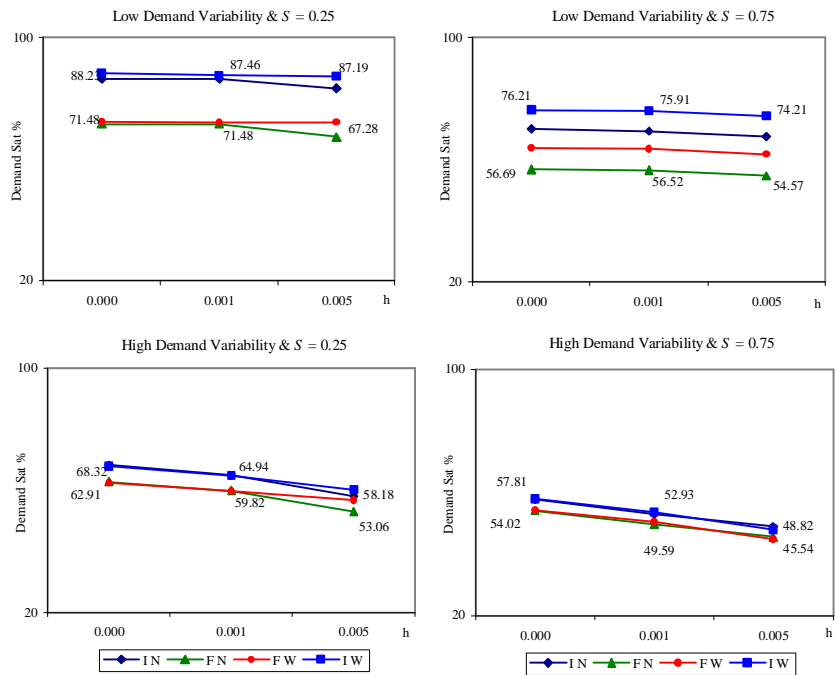 Low Demand Variability & S = 0.25
100
Demand Sat %
88.23
87.46
87.19
71.48
71.48
67.28
20
0.000 0.001 0.005 h
Low Demand Variability & S = 0.75
100
Demand Sat %
76.21
75.91
74.21
56.69
56.52
54.57
20
0.000 0.001 0.005 h
High Demand Variability & S = 0.25
100
Demand Sat %
68.32
64.94
58.18
62.91
59.82
53.06
20
0.000 0.001 0.005 h
I N F N F W I W
High Demand Variability & S = 0.75
100
Demand Sat %
57.81
52.93
48.82
54.02
49.59
45.54
20
0.000 0.001 0.005 h
I N F N F W I W